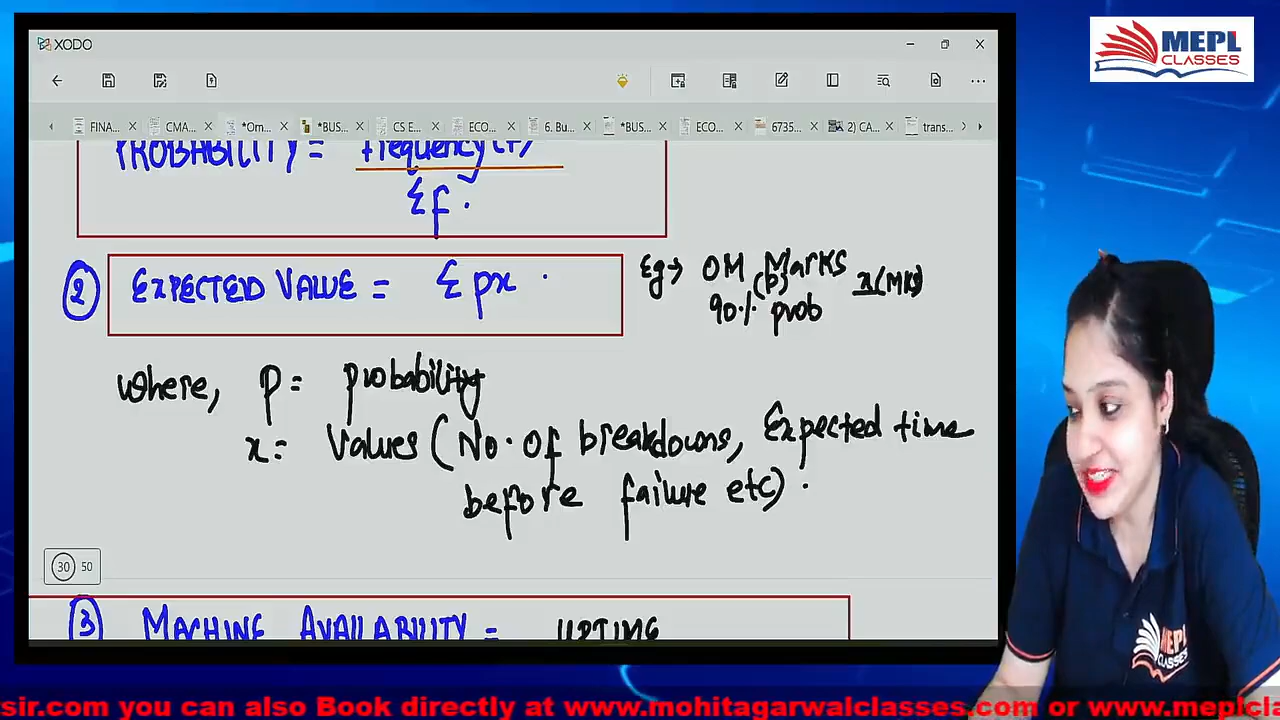 MEPL
CLASSES
XODO
FINA... CMA... *Om... *BUS... CS E... ECO... 6. Bu... *BUS... ECO... 6735... 2) CA... trans...
PROBABILITY = frequency (f)
Σf.
② EXPECTED VALUE = Σ px .
Eg → OM Marks
(p) x(Mks)
90.% prob
where, p = probability
x = Values (No. of breakdowns, Expected time
before failure etc) .
30 50
③ MACHINE AVAILABILITY = UPTIME
MEPL
CLASSES
sir.com you can also Book directly at www.mohitagarwalclasses.com or www.meplcla